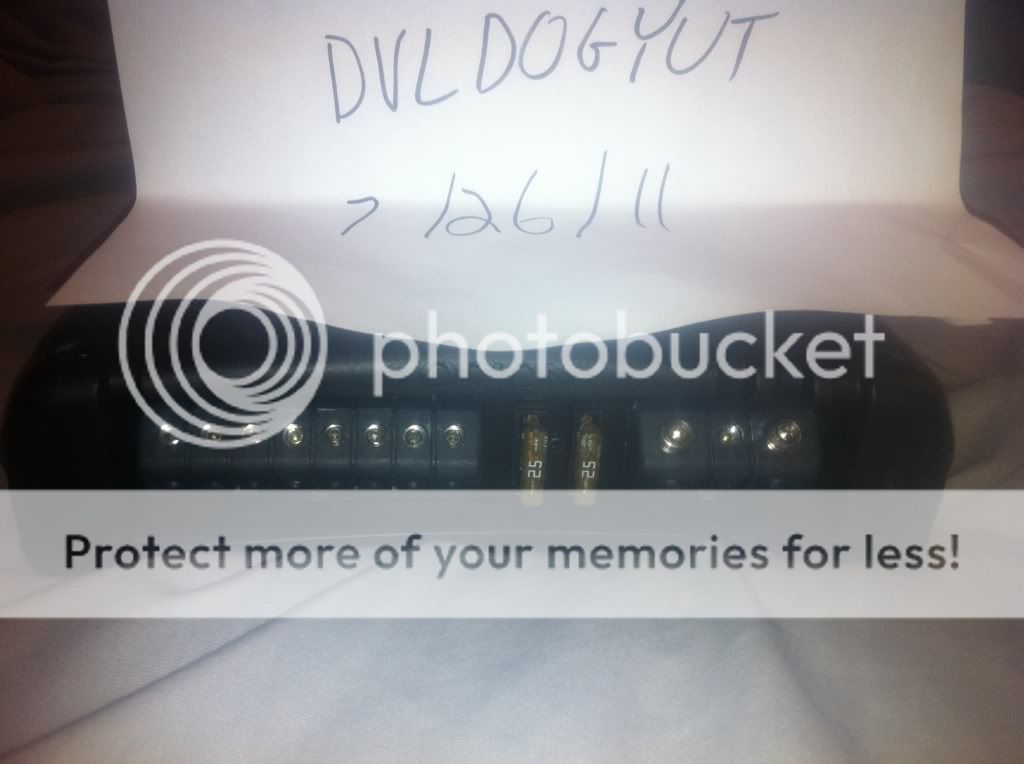 DVLDOGYUT
7/26/11
photobucket
25 25
Protect more of your memories for less!